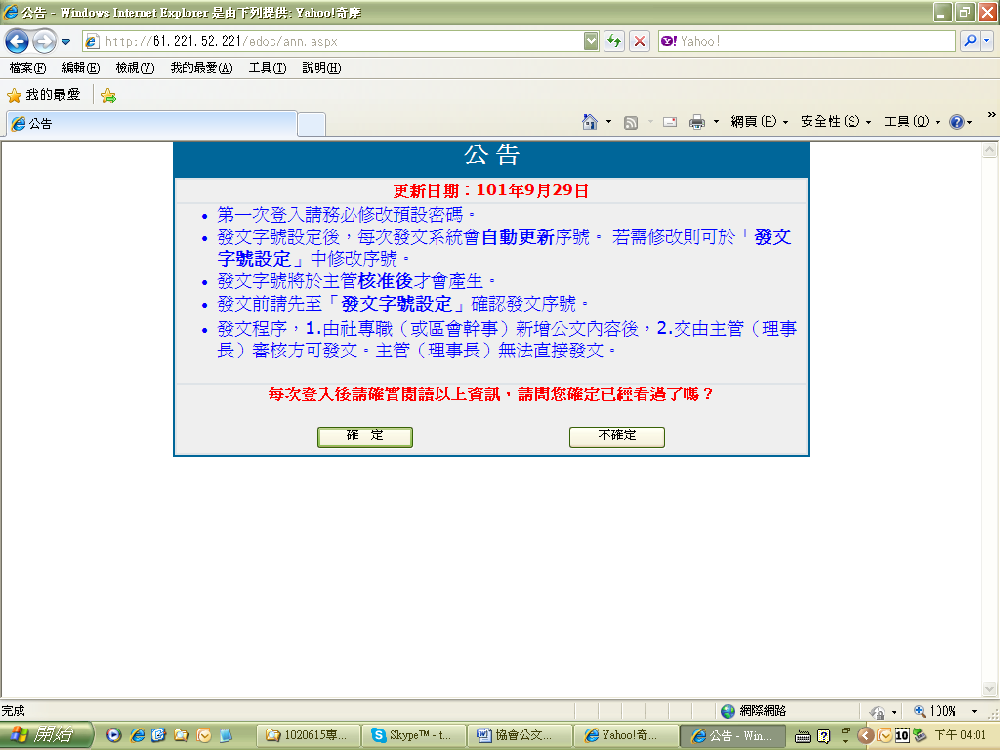 公告 - Windows Internet Explorer 是由下列提供: Yahoo!奇摩
http://61.221.52.221/edoc/ann.aspx
Yahoo!
檔案(F) 編輯(E) 檢視(V) 我的最愛(A) 工具(T) 說明(H)
我的最愛
公告
網頁(P) 安全性(S) 工具(O) »
公 告
更新日期：101年9月29日
• 第一次登入請務必修改預設密碼。
• 發文字號設定後，每次發文系統會自動更新序號。 若需修改則可於「發文
字號設定」中修改序號。
• 發文字號將於主管核准後才會產生。
• 發文前請先至「發文字號設定」確認發文序號。
• 發文程序，1.由社專職（或區會幹事）新增公文內容後，2.交由主管（理事
長）審核方可發文。主管（理事長）無法直接發文。
每次登入後請確實閱讀以上資訊，請問您確定已經看過了嗎？
確 定 不確定
完成 網際網路 100%
開始 1020615專... Skype™ - t... 協會公文... Yahoo!奇... 公告 - Win... 10 下午 04:01